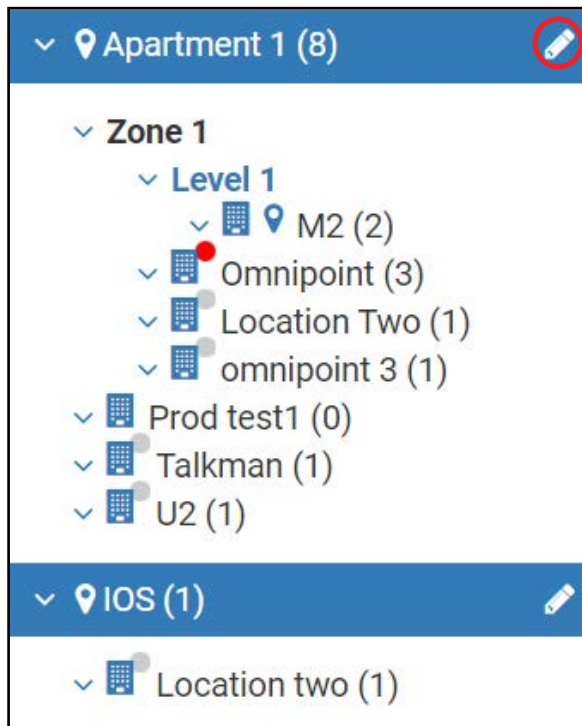 Apartment 1 (8)
Zone 1
Level 1
M2 (2)
Omnipoint (3)
Location Two (1)
omnipoint 3 (1)
Prod test1 (0)
Talkman (1)
U2 (1)
IOS (1)
Location two (1)